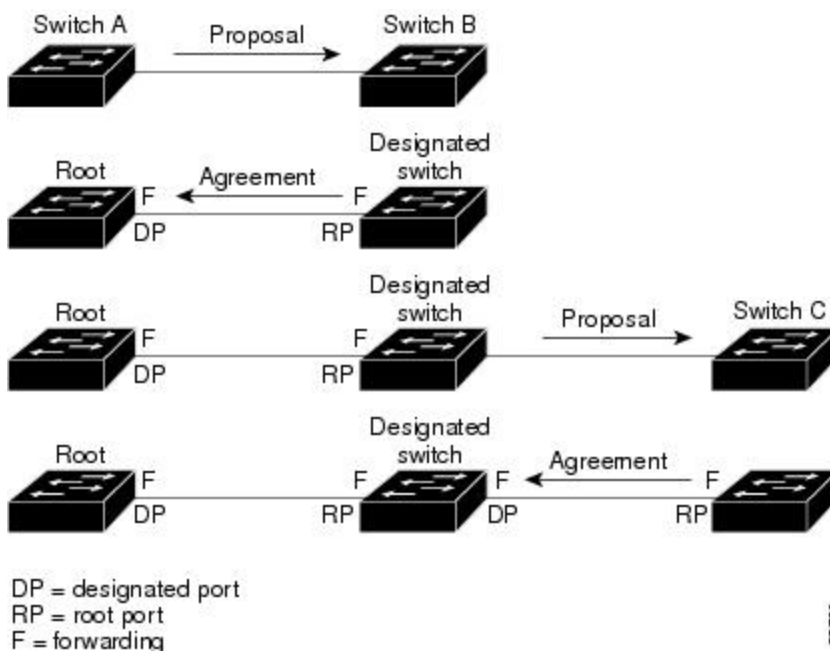 Switch A
Proposal
Switch B
Root
Agreement
Designated
switch
F
F
DP
RP
Root
Designated
switch
Proposal
Switch C
F
F
DP
RP
Root
Designated
switch
Agreement
F
F
F
F
DP
RP
DP
RP
DP = designated port
RP = root port
F = forwarding